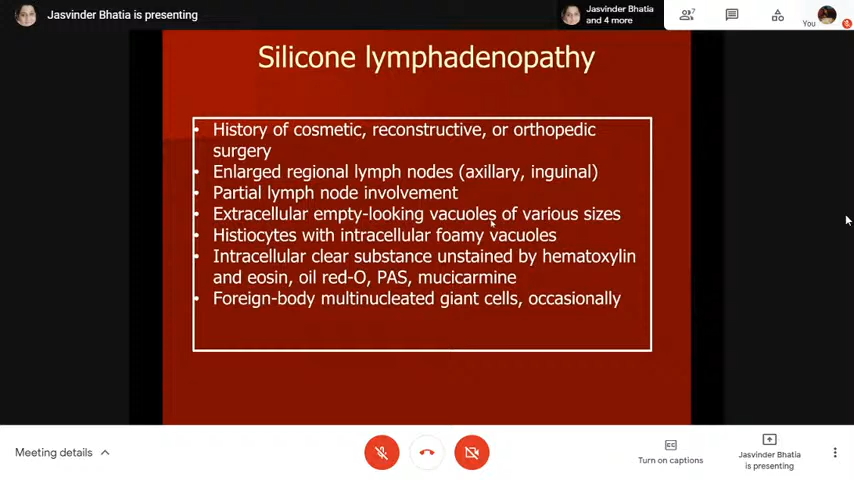 Jasvinder Bhatia is presenting
Jasvinder Bhatia
and 4 more
7
You
Silicone lymphadenopathy
• History of cosmetic, reconstructive, or orthopedic
surgery
• Enlarged regional lymph nodes (axillary, inguinal)
• Partial lymph node involvement
• Extracellular empty-looking vacuoles of various sizes
• Histiocytes with intracellular foamy vacuoles
• Intracellular clear substance unstained by hematoxylin
and eosin, oil red-O, PAS, mucicarmine
• Foreign-body multinucleated giant cells, occasionally
Meeting details
CC
Turn on captions
Jasvinder Bhatia
is presenting